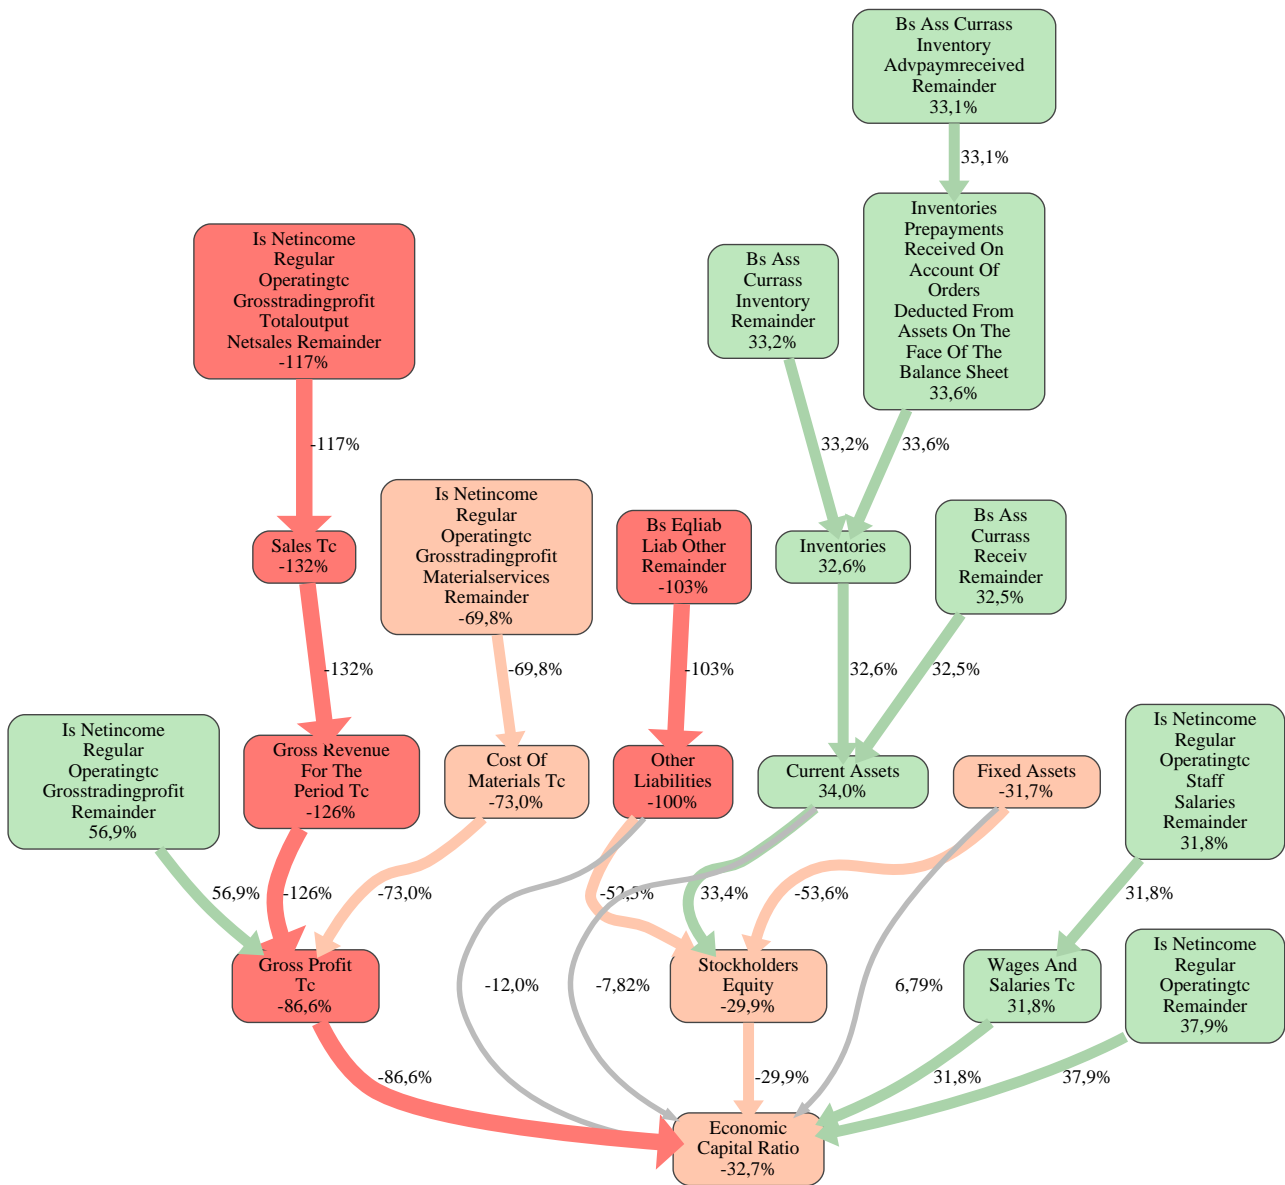 Bs Ass Currass
Inventory
Advpaymreceived
Remainder
33,1%
33,1%
Is Netincome
Regular
Operatingtc
Grosstradingprofit
Totaloutput
Netsales Remainder
-117%
Bs Ass
Currass
Inventory
Remainder
33,2%
Inventories
Prepayments
Received On
Account Of
Orders
Deducted From
Assets On The
Face Of The
Balance Sheet
33,6%
-117%
33,2%
33,6%
Sales Tc
-132%
Is Netincome
Regular
Operatingtc
Grosstradingprofit
Materialservices
Remainder
-69,8%
Bs Eqliab
Liab Other
Remainder
-103%
Inventories
32,6%
Bs Ass
Currass
Receiv
Remainder
32,5%
-132%
-69,8%
-103%
32,6%
32,5%
Is Netincome
Regular
Operatingtc
Grosstradingprofit
Remainder
56,9%
Gross Revenue
For The
Period Tc
-126%
Cost Of
Materials Tc
-73,0%
Other
Liabilities
-100%
Current Assets
34,0%
Fixed Assets
-31,7%
Is Netincome
Regular
Operatingtc
Staff
Salaries
Remainder
31,8%
56,9%
-126%
-73,0%
33,4%
-53,6%
31,8%
Gross Profit
Tc
-86,6%
-12,0%
-7,82%
Stockholders
Equity
-29,9%
6,79%
Wages And
Salaries Tc
31,8%
Is Netincome
Regular
Operatingtc
Remainder
37,9%
-86,6%
-29,9%
31,8%
37,9%
Economic
Capital Ratio
-32,7%